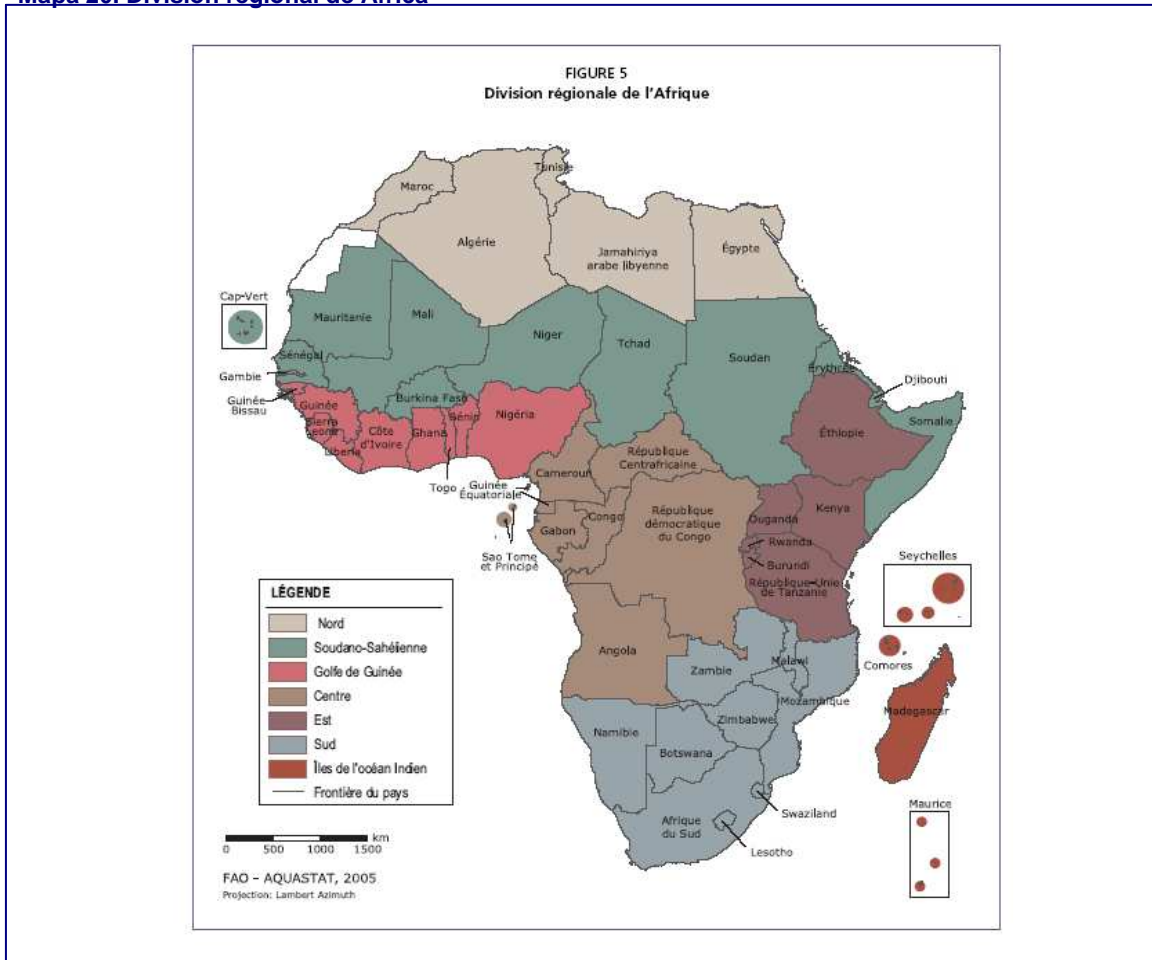 Mapa 20. División regional de África
FIGURE 5
Division régionale de l'Afrique
Tunisie
Maroc
Algérie
Jamahiriya
arabe libyenne
Égypte
Cap-Vert
Mauritanie
Mali
Niger
Tchad
Soudan
Érythrée
Djibouti
Sénégal
Gambie
Guinée
Bissau
Burkina Faso
Guinée
Sierra
Leone
Liberia
Côte
d'Ivoire
Ghana
Bénin
Nigéria
Togo
Somalie
Éthiopie
République
Centrafricaine
Cameroun
Guinée
Équatoriale
Congo
Gabon
République
démocratique
du Congo
Ouganda
Kenya
Rwanda
Burundi
République-Unie
de Tanzanie
Sao Tome
et Principe
Seychelles
Comores
Angola
Zambie
Malawi
Mozambique
Madagascar
Zimbabwe
Namibie
Botswana
Swaziland
Afrique
du Sud
Lesotho
Maurice
LÉGENDE
Nord
Soudano-Sahélienne
Golfe de Guinée
Centre
Est
Sud
Îles de l'océan Indien
Frontière du pays
km
0 500 1000 1500
FAO - AQUASTAT, 2005
Projection: Lambert Azimuth